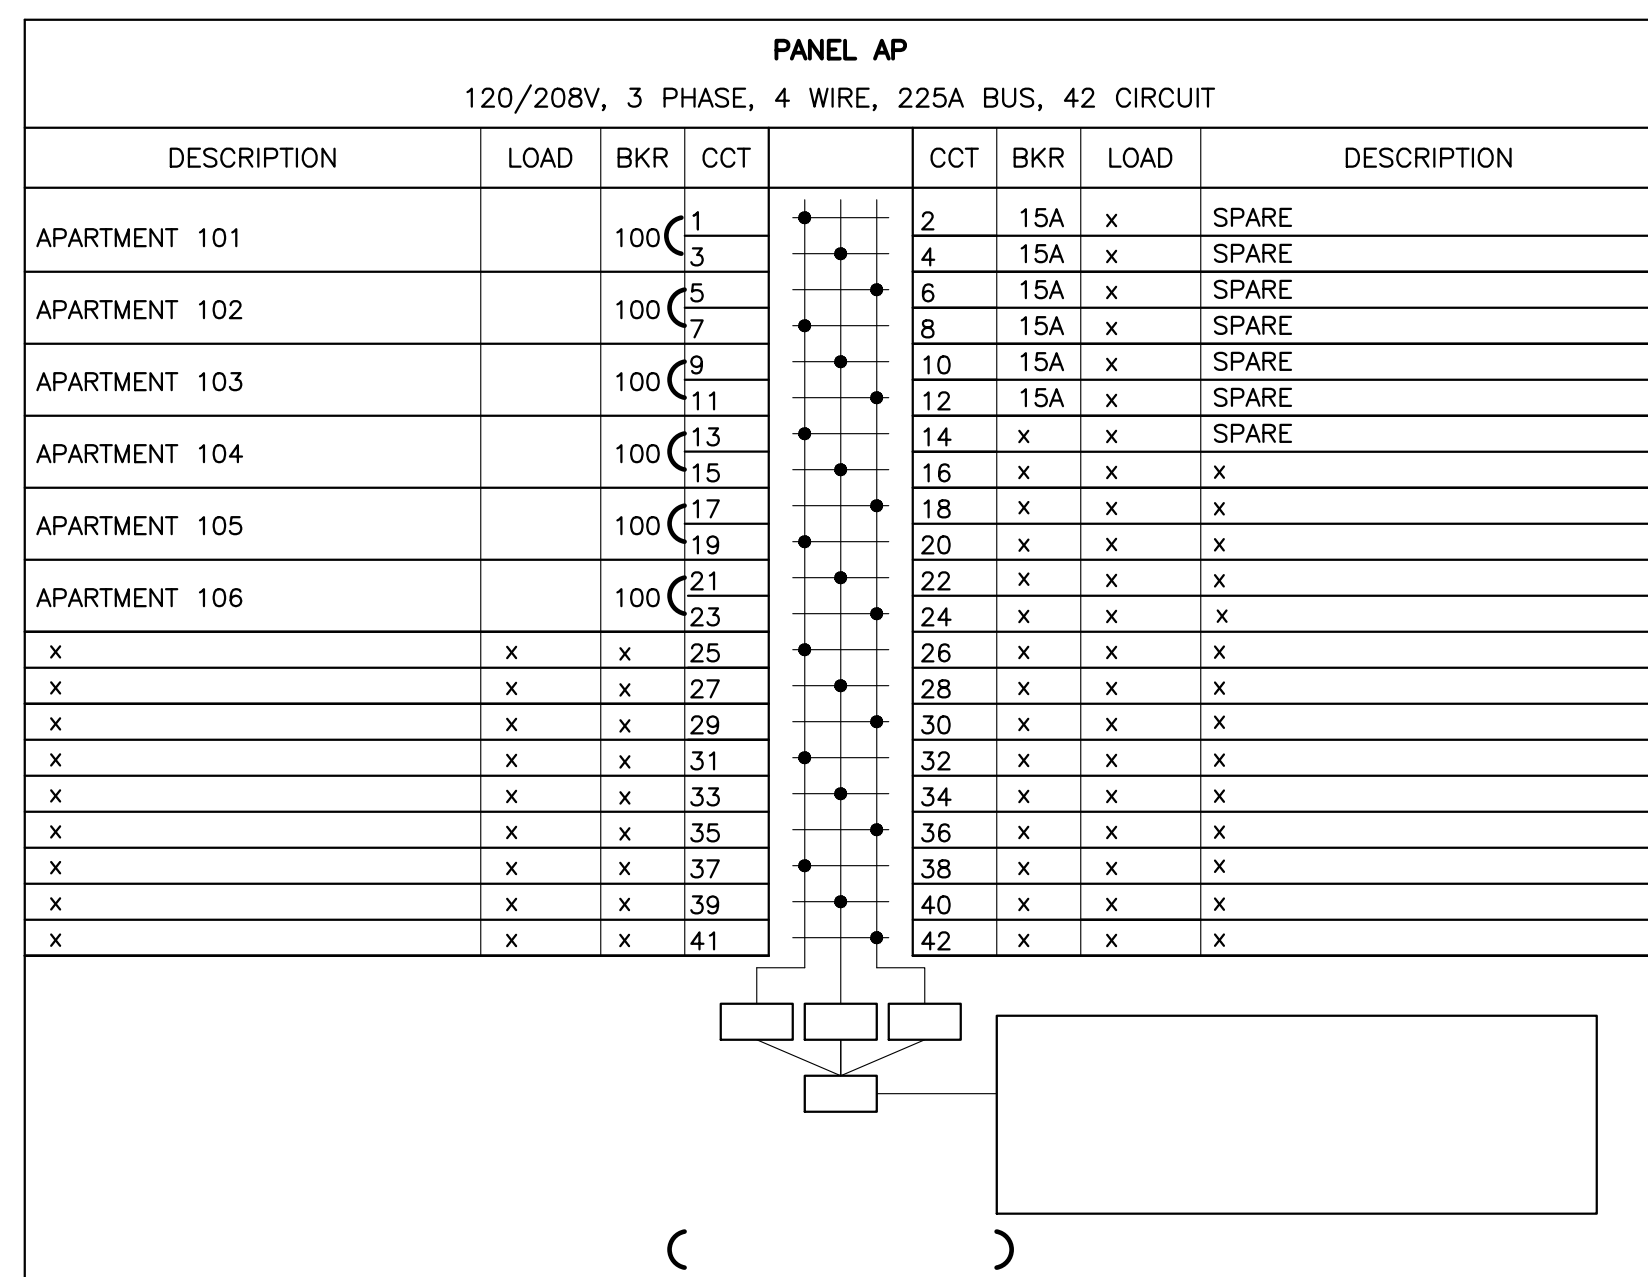 PANEL AP
120/208V, 3 PHASE, 4 WIRE, 225A BUS, 42 CIRCUIT
DESCRIPTION LOAD BKR CCT CCT BKR LOAD DESCRIPTION
APARTMENT 101 100 1 2 15A x SPARE
3 4 15A x SPARE
APARTMENT 102 100 5 6 15A x SPARE
7 8 15A x SPARE
APARTMENT 103 100 9 10 15A x SPARE
11 12 15A x SPARE
APARTMENT 104 100 13 14 x x SPARE
15 16 x x x
APARTMENT 105 100 17 18 x x x
19 20 x x x
APARTMENT 106 100 21 22 x x x
23 24 x x x
x x x 25 26 x x x
x x x 27 28 x x x
x x x 29 30 x x x
x x x 31 32 x x x
x x x 33 34 x x x
x x x 35 36 x x x
x x x 37 38 x x x
x x x 39 40 x x x
x x x 41 42 x x x